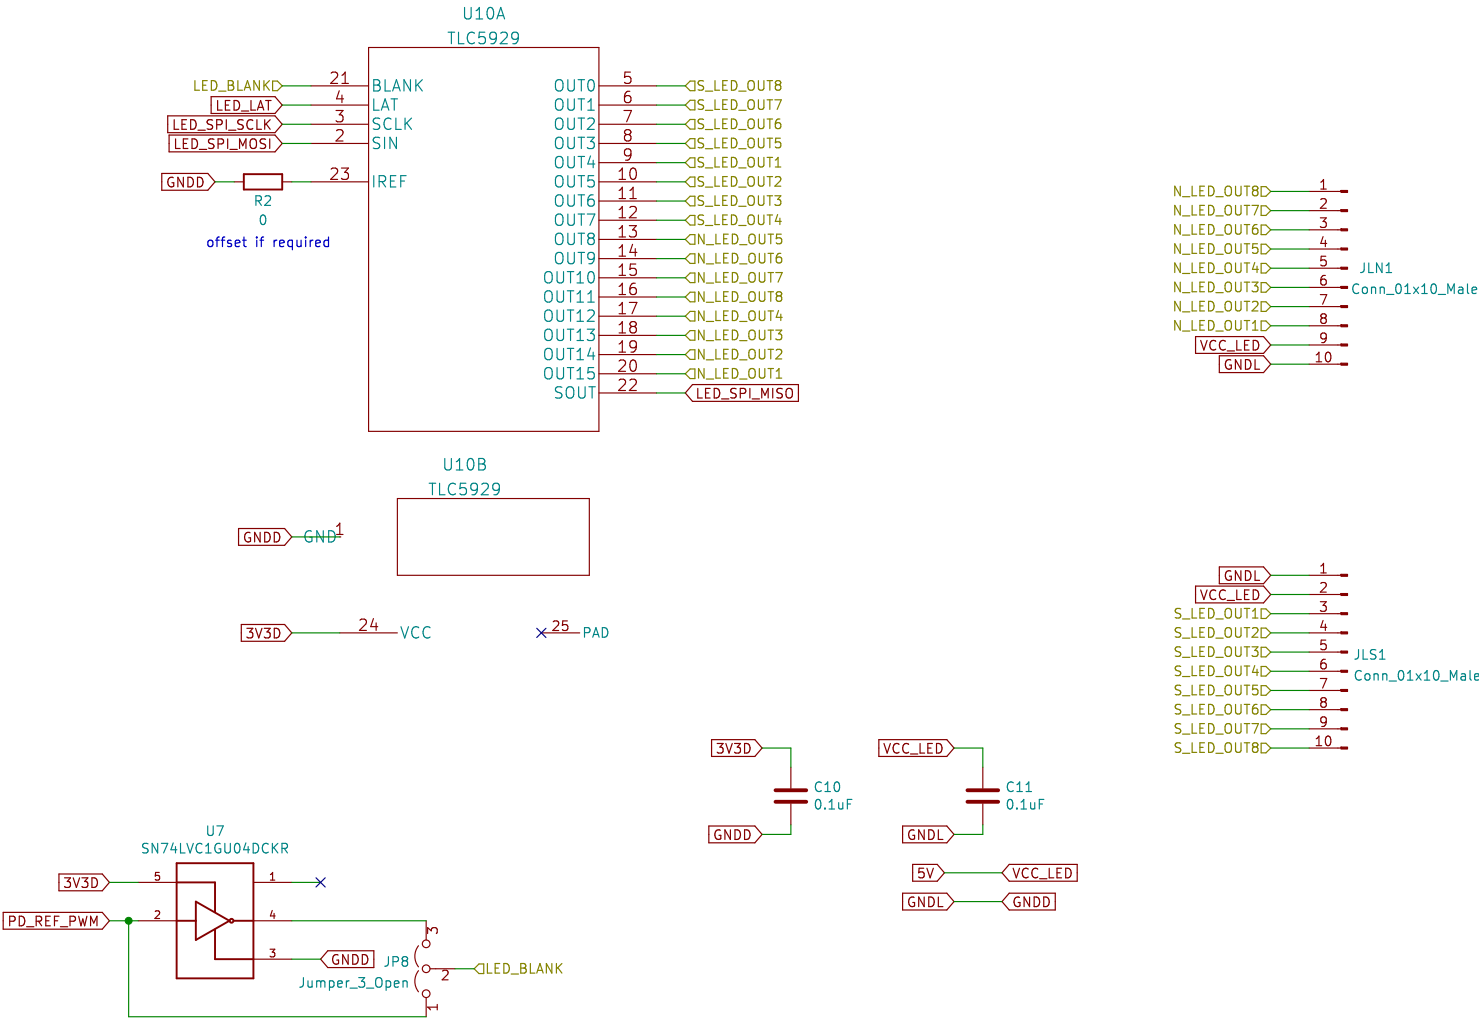 U10A
TLC5929
LED_BLANK 21 BLANK OUT0 5 S_LED_OUT8
LED_LAT 4 LAT OUT1 6 S_LED_OUT7
LED_SPI_SCLK 3 SCLK OUT2 7 S_LED_OUT6
LED_SPI_MOSI 2 SIN OUT3 8 S_LED_OUT5
OUT4 9 S_LED_OUT1
GNDD 23 IREF OUT5 10 S_LED_OUT2
R2 OUT6 11 S_LED_OUT3
0 OUT7 12 S_LED_OUT4
offset if required OUT8 13 N_LED_OUT5
OUT9 14 N_LED_OUT6
OUT10 15 N_LED_OUT7
OUT11 16 N_LED_OUT8
OUT12 17 N_LED_OUT4
OUT13 18 N_LED_OUT3
OUT14 19 N_LED_OUT2
OUT15 20 N_LED_OUT1
SOUT 22 LED_SPI_MISO
N_LED_OUT8 1
N_LED_OUT7 2
N_LED_OUT6 3
N_LED_OUT5 4
N_LED_OUT4 5 JLN1
N_LED_OUT3 6 Conn_01x10_Male
N_LED_OUT2 7
N_LED_OUT1 8
VCC_LED 9
GNDL 10
U10B
TLC5929
GNDD GND 1
3V3D 24 VCC 25 PAD
GNDL 1
VCC_LED 2
S_LED_OUT1 3
S_LED_OUT2 4
S_LED_OUT3 5 JLS1
S_LED_OUT4 6 Conn_01x10_Male
S_LED_OUT5 7
S_LED_OUT6 8
S_LED_OUT7 9
S_LED_OUT8 10
3V3D VCC_LED
C10 C11
0.1uF 0.1uF
GNDD GNDL
5V VCC_LED
GNDL GNDD
U7
SN74LVC1GU04DCKR
3V3D 5 1
PD_REF_PWM 2 4
3 GNDD
3
JP8 2 LED_BLANK
Jumper_3_Open
1